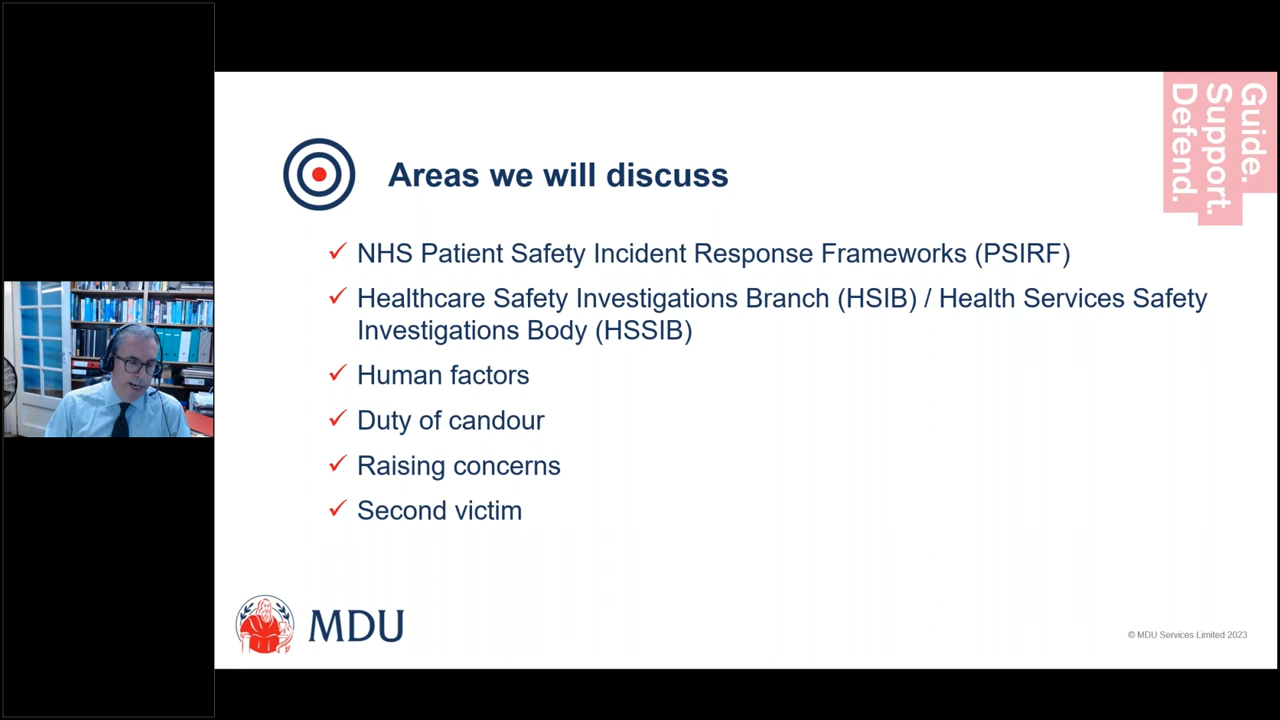 Guide.
Support.
Defend.
Areas we will discuss
✓ NHS Patient Safety Incident Response Frameworks (PSIRF)
✓ Healthcare Safety Investigations Branch (HSIB) / Health Services Safety
Investigations Body (HSSIB)
✓ Human factors
✓ Duty of candour
✓ Raising concerns
✓ Second victim
MDU
© MDU Services Limited 2023